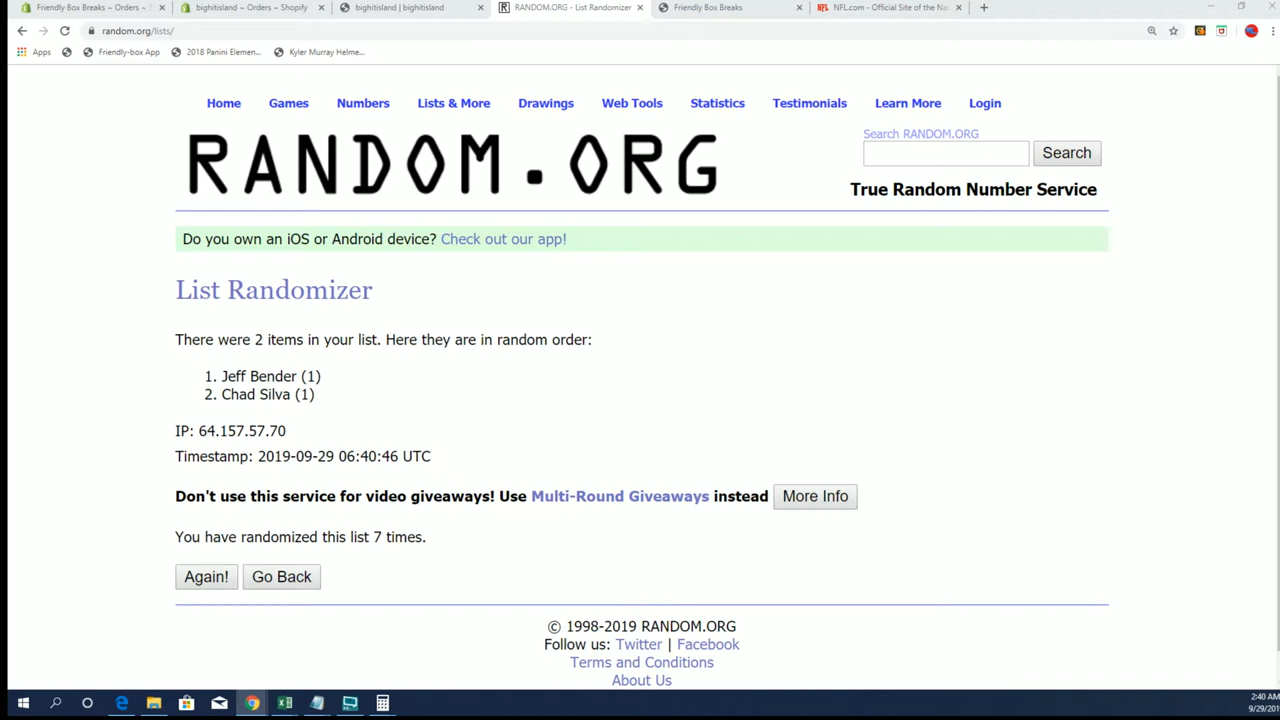 Friendly Box Breaks ~ Orders ~ S
bighitisland ~ Orders ~ Shopify
bighitisland | bighitisland
RANDOM.ORG - List Randomizer
Friendly Box Breaks
NFL.com - Official Site of the Na
random.org/lists/
Apps
Friendly-box App
2018 Panini Elemen...
Kyler Murray Helme...
Home Games Numbers Lists & More Drawings Web Tools Statistics Testimonials Learn More Login
RANDOM.ORG
Search RANDOM.ORG
Search
True Random Number Service
Do you own an iOS or Android device? Check out our app!
List Randomizer
There were 2 items in your list. Here they are in random order:
1. Jeff Bender (1)
2. Chad Silva (1)
IP: 64.157.57.70
Timestamp: 2019-09-29 06:40:46 UTC
Don't use this service for video giveaways! Use Multi-Round Giveaways instead More Info
You have randomized this list 7 times.
Again! Go Back
© 1998-2019 RANDOM.ORG
Follow us: Twitter | Facebook
Terms and Conditions
About Us
2:40 AM
9/29/201